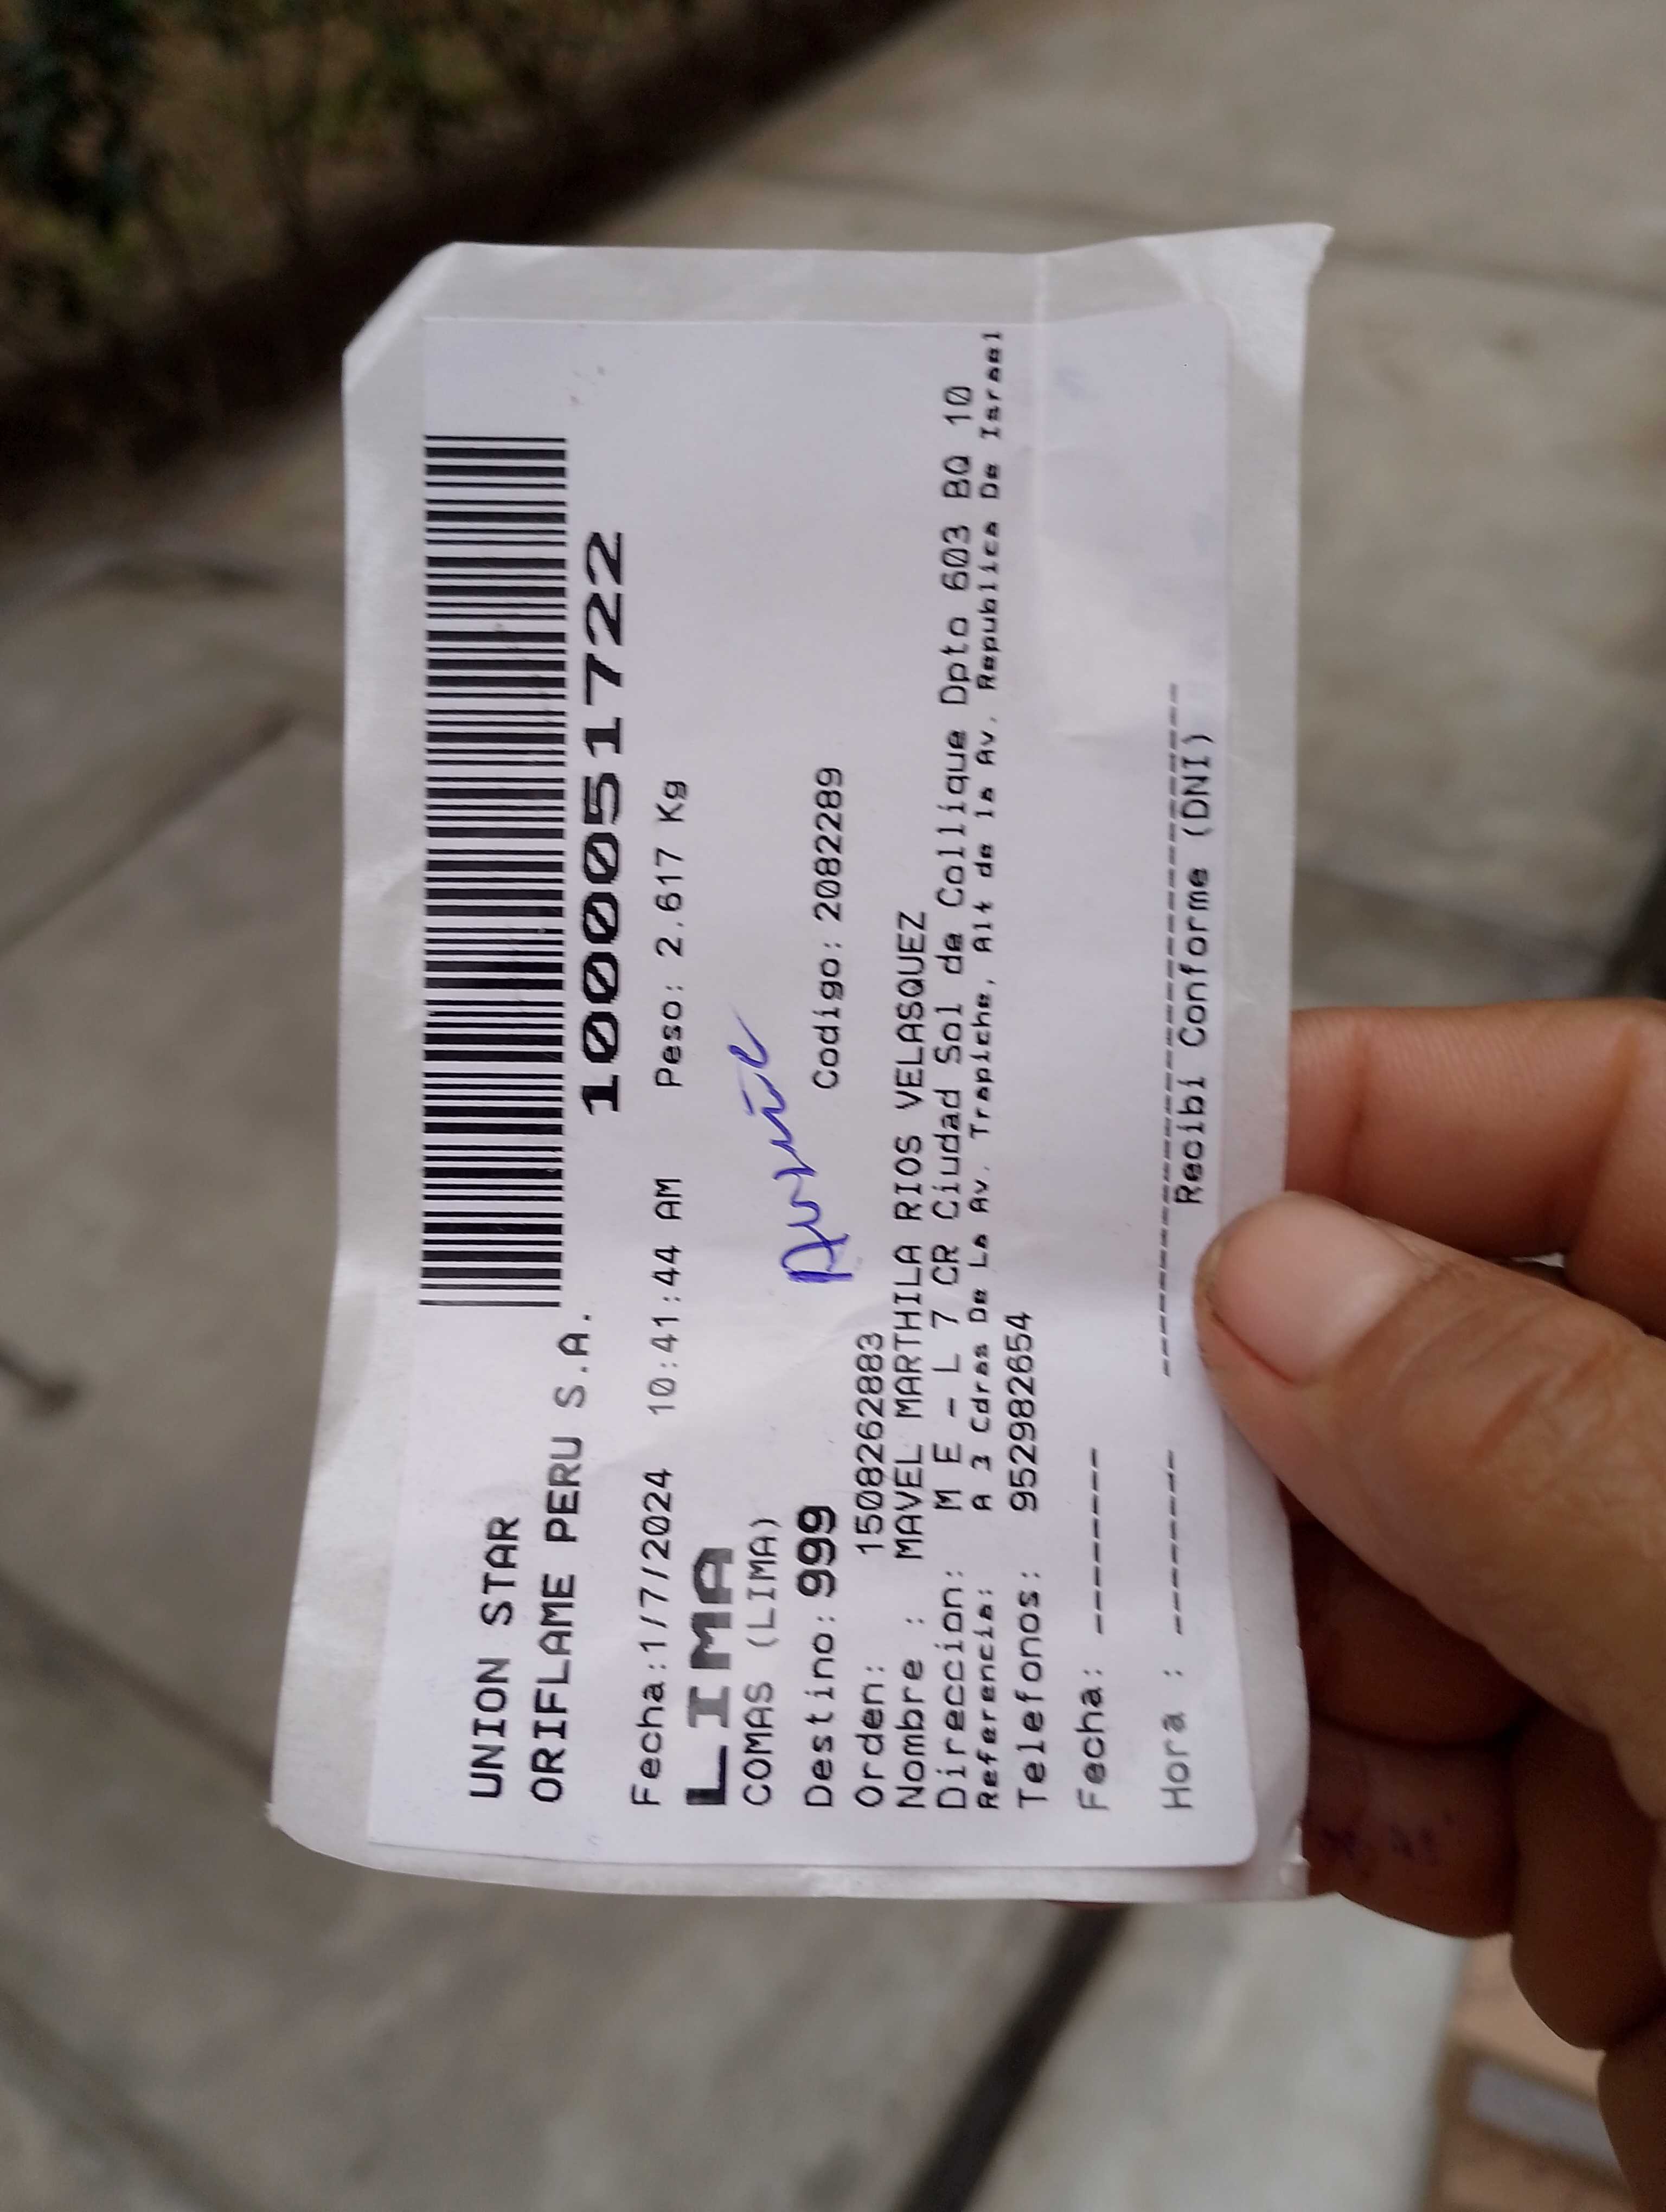 UNION STAR
ORIFLAME PERU S.A.
1000051722
Fecha:1/7/2024 10:41:44 AM Peso: 2.617 Kg
LIMA
COMAS (LIMA)
Destino: 999 Codigo: 2082289
Orden: 1508262883
Nombre : MAVEL MARTHILA RIOS VELASQUEZ
Direccion: M E - L 7 CR Ciudad Sol de Collique Dpto 603 BQ 10
Referencia: A 3 Cdras De La Av. Trapiche, Alt de la Av. Republica De Israel
Telefonos: 952982654
Fecha: --------
Hora : -------- ------------------------------
Recibi Conforme (DNI)